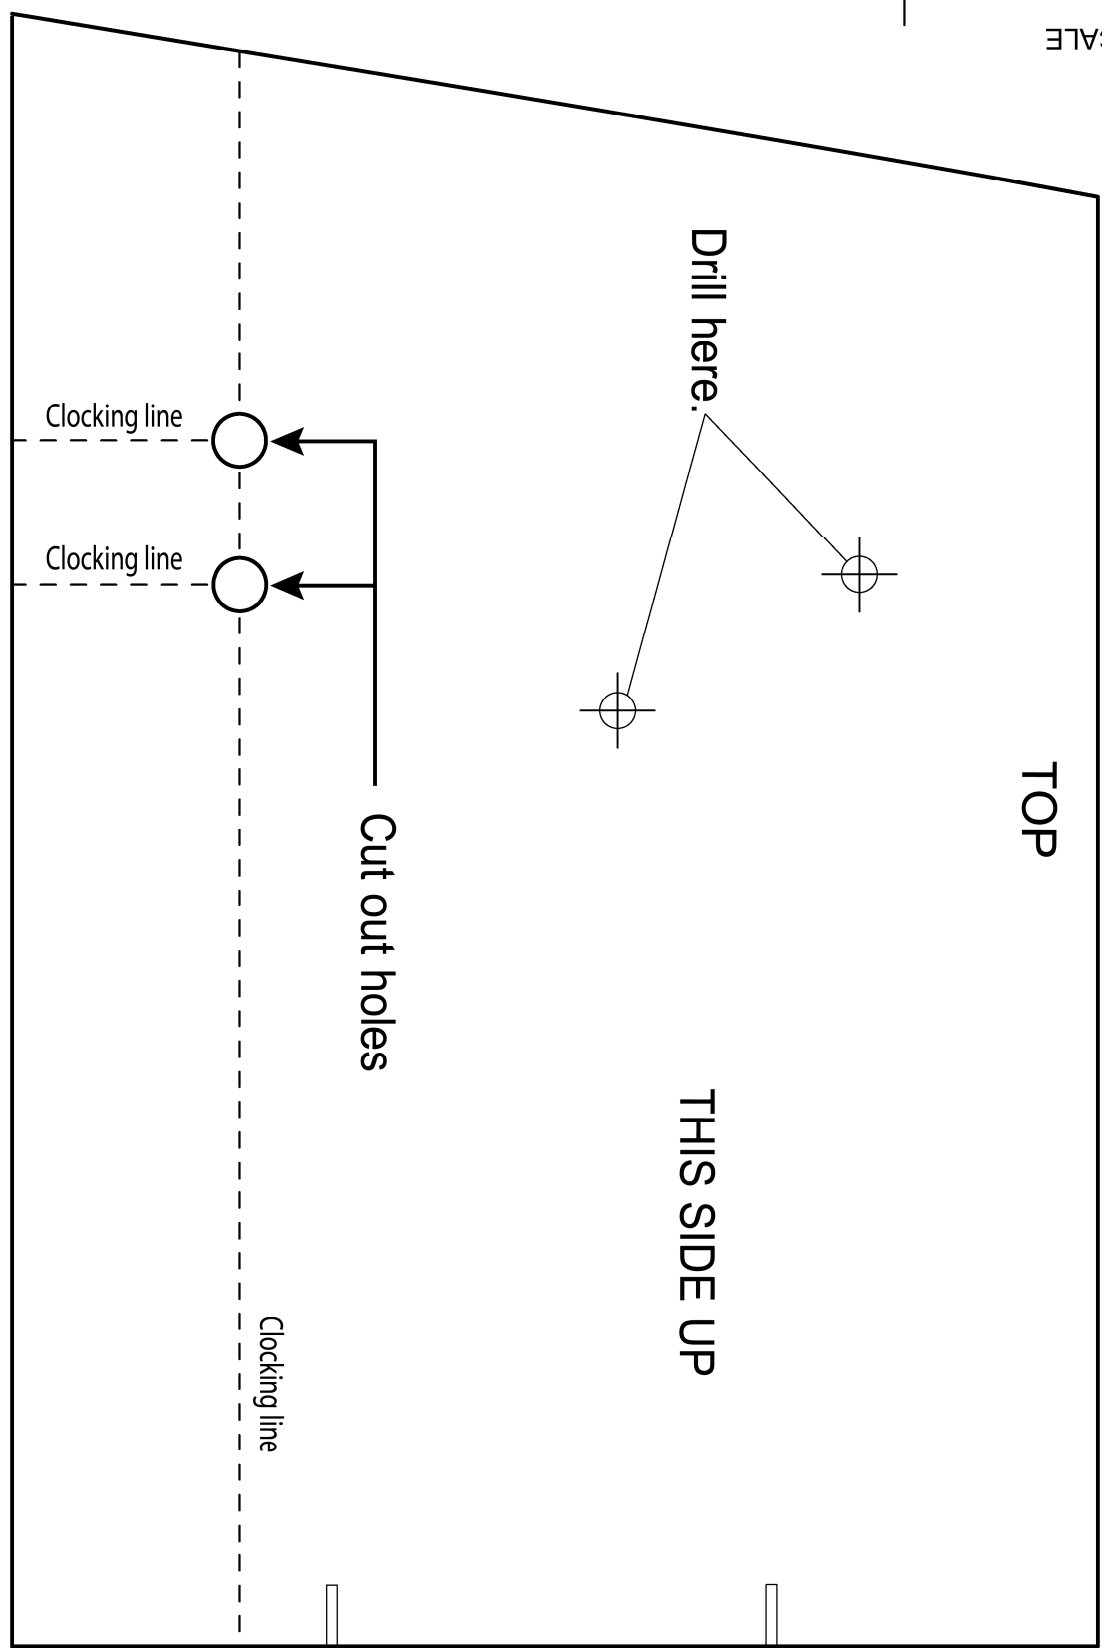 TOP
Drill here.
THIS SIDE UP
Cut out holes
Clocking line
Clocking line
Clocking line